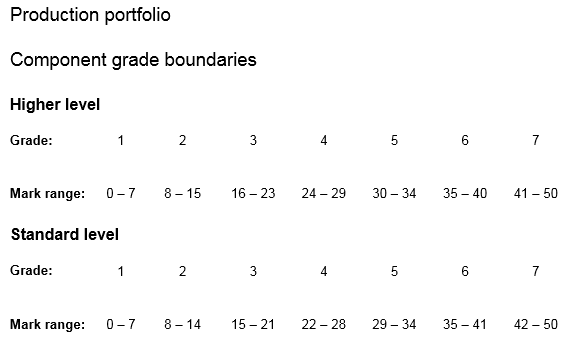 Production portfolio
Component grade boundaries
Higher level
Grade: 1 2 3 4 5 6 7
Mark range: 0 – 7 8 – 15 16 – 23 24 – 29 30 – 34 35 – 40 41 – 50
Standard level
Grade: 1 2 3 4 5 6 7
Mark range: 0 – 7 8 – 14 15 – 21 22 – 28 29 – 34 35 – 41 42 – 50